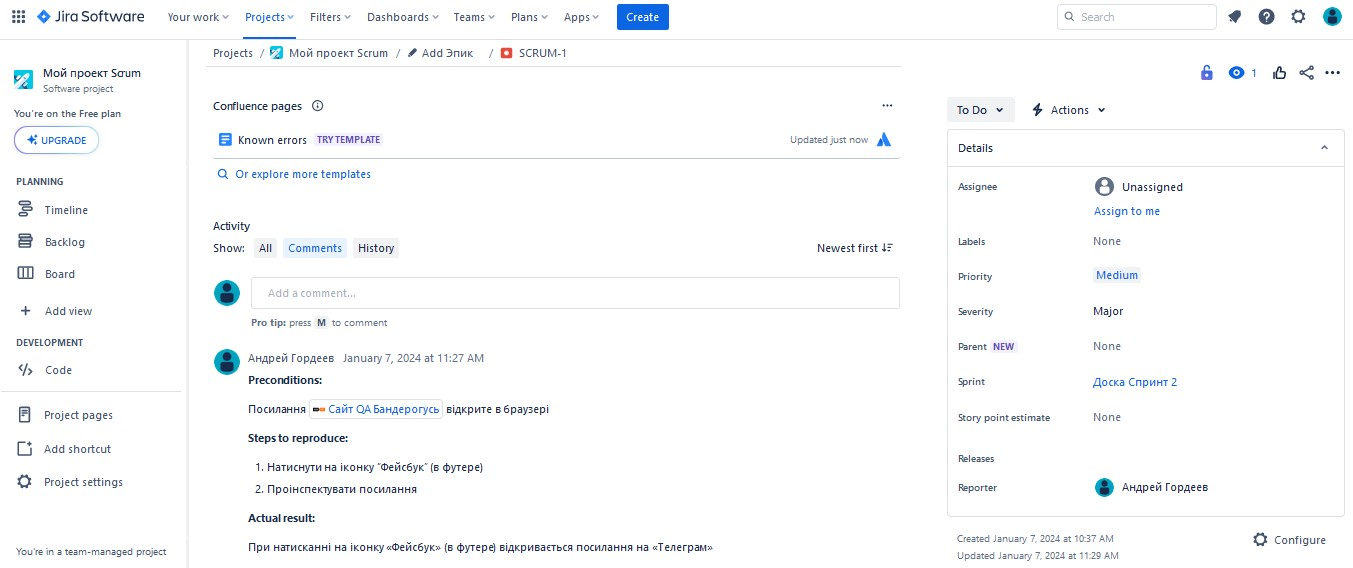 Jira Software Your work Projects Filters Dashboards Teams Plans Apps Create Search
Projects / Мой проект Scrum / Add Эпик / SCRUM-1
Мой проект Scrum
Software project
1
You're on the Free plan
UPGRADE
PLANNING
Timeline
Backlog
Board
Add view
DEVELOPMENT
Code
Project pages
Add shortcut
Project settings
You're in a team-managed project
Confluence pages
Known errors TRY TEMPLATE Updated just now
Or explore more templates
Activity
Show: All Comments History Newest first
Add a comment...
Pro tip: press M to comment
Андрей Гордеев January 7, 2024 at 11:27 AM
Preconditions:
Посилання Сайт QA Бандерогусь відкрите в браузері
Steps to reproduce:
1. Натиснути на іконку "Фейсбук" (в футере)
2. Проінспектувати посилання
Actual result:
При натисканні на іконку «Фейсбук» (в футере) відкривається посилання на «Телеграм»
To Do Actions
Details
Assignee Unassigned
Assign to me
Labels None
Priority Medium
Severity Major
Parent NEW None
Sprint Доска Спринт 2
Story point estimate None
Releases
Reporter Андрей Гордеев
Created January 7, 2024 at 10:37 AM
Updated January 7, 2024 at 11:29 AM
Configure